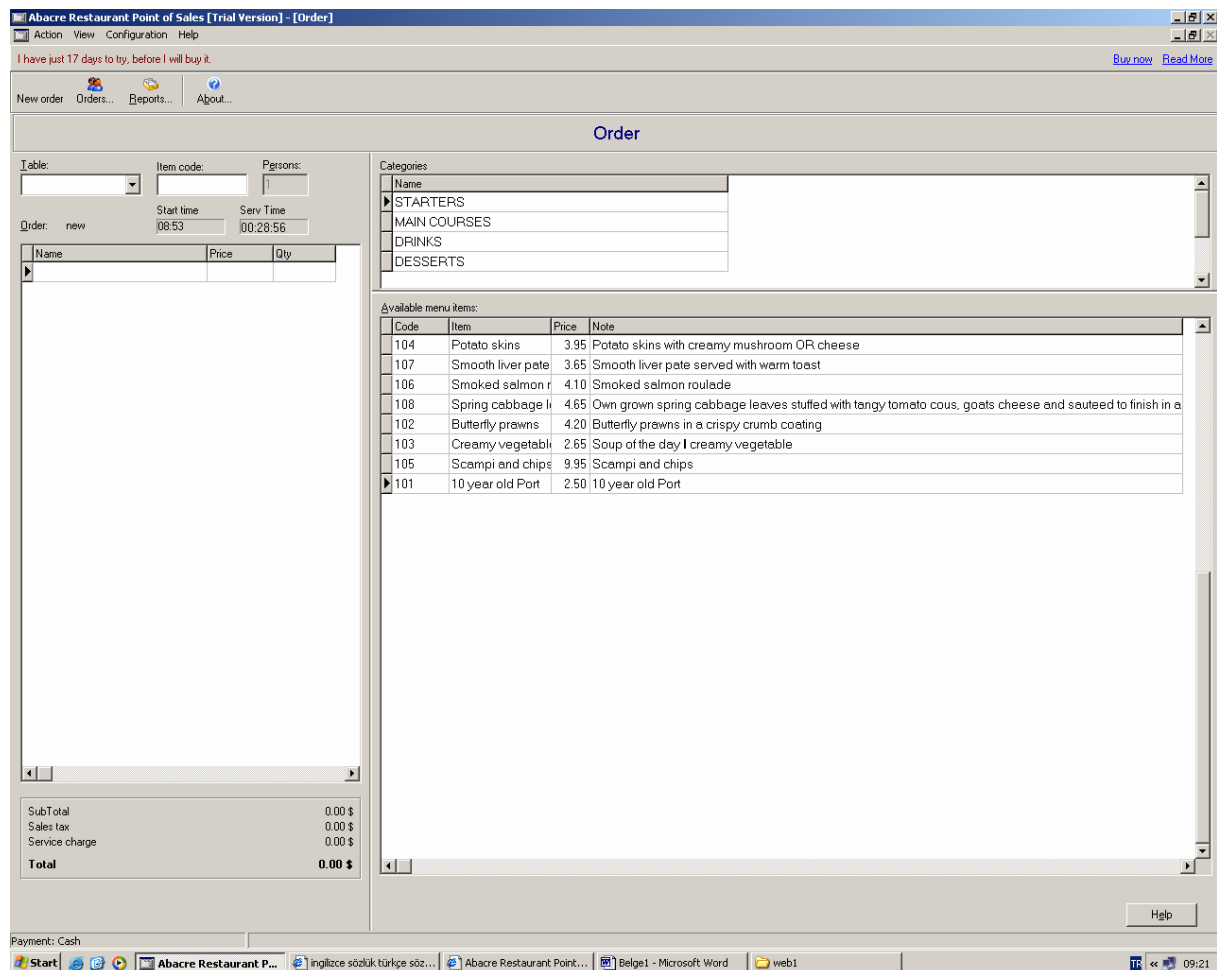 Abacre Restaurant Point of Sales [Trial Version] - [Order]
Action View Configuration Help
I have just 17 days to try, before I will buy it. Buy now Read More
New order Orders... Reports... About...
Order
Table: Item code: Persons:
1
Start time Serv Time
Order: new 08:53 00:28:56
Name Price Qty
SubTotal 0.00 $
Sales tax 0.00 $
Service charge 0.00 $
Total 0.00 $
Categories
Name
STARTERS
MAIN COURSES
DRINKS
DESSERTS
Available menu items:
Code Item Price Note
104 Potato skins 3.95 Potato skins with creamy mushroom OR cheese
107 Smooth liver pate 3.65 Smooth liver pate served with warm toast
106 Smoked salmon r 4.10 Smoked salmon roulade
108 Spring cabbage l 4.65 Own grown spring cabbage leaves stuffed with tangy tomato cous, goats cheese and sauteed to finish in a
102 Butterfly prawns 4.20 Butterfly prawns in a crispy crumb coating
103 Creamy vegetabl 2.65 Soup of the day I creamy vegetable
105 Scampi and chips 9.95 Scampi and chips
101 10 year old Port 2.50 10 year old Port
Help
Payment: Cash
Start Abacre Restaurant P... ingilizce sözlük türkçe söz... Abacre Restaurant Point... Belge1 - Microsoft Word web1 TR « 09:21